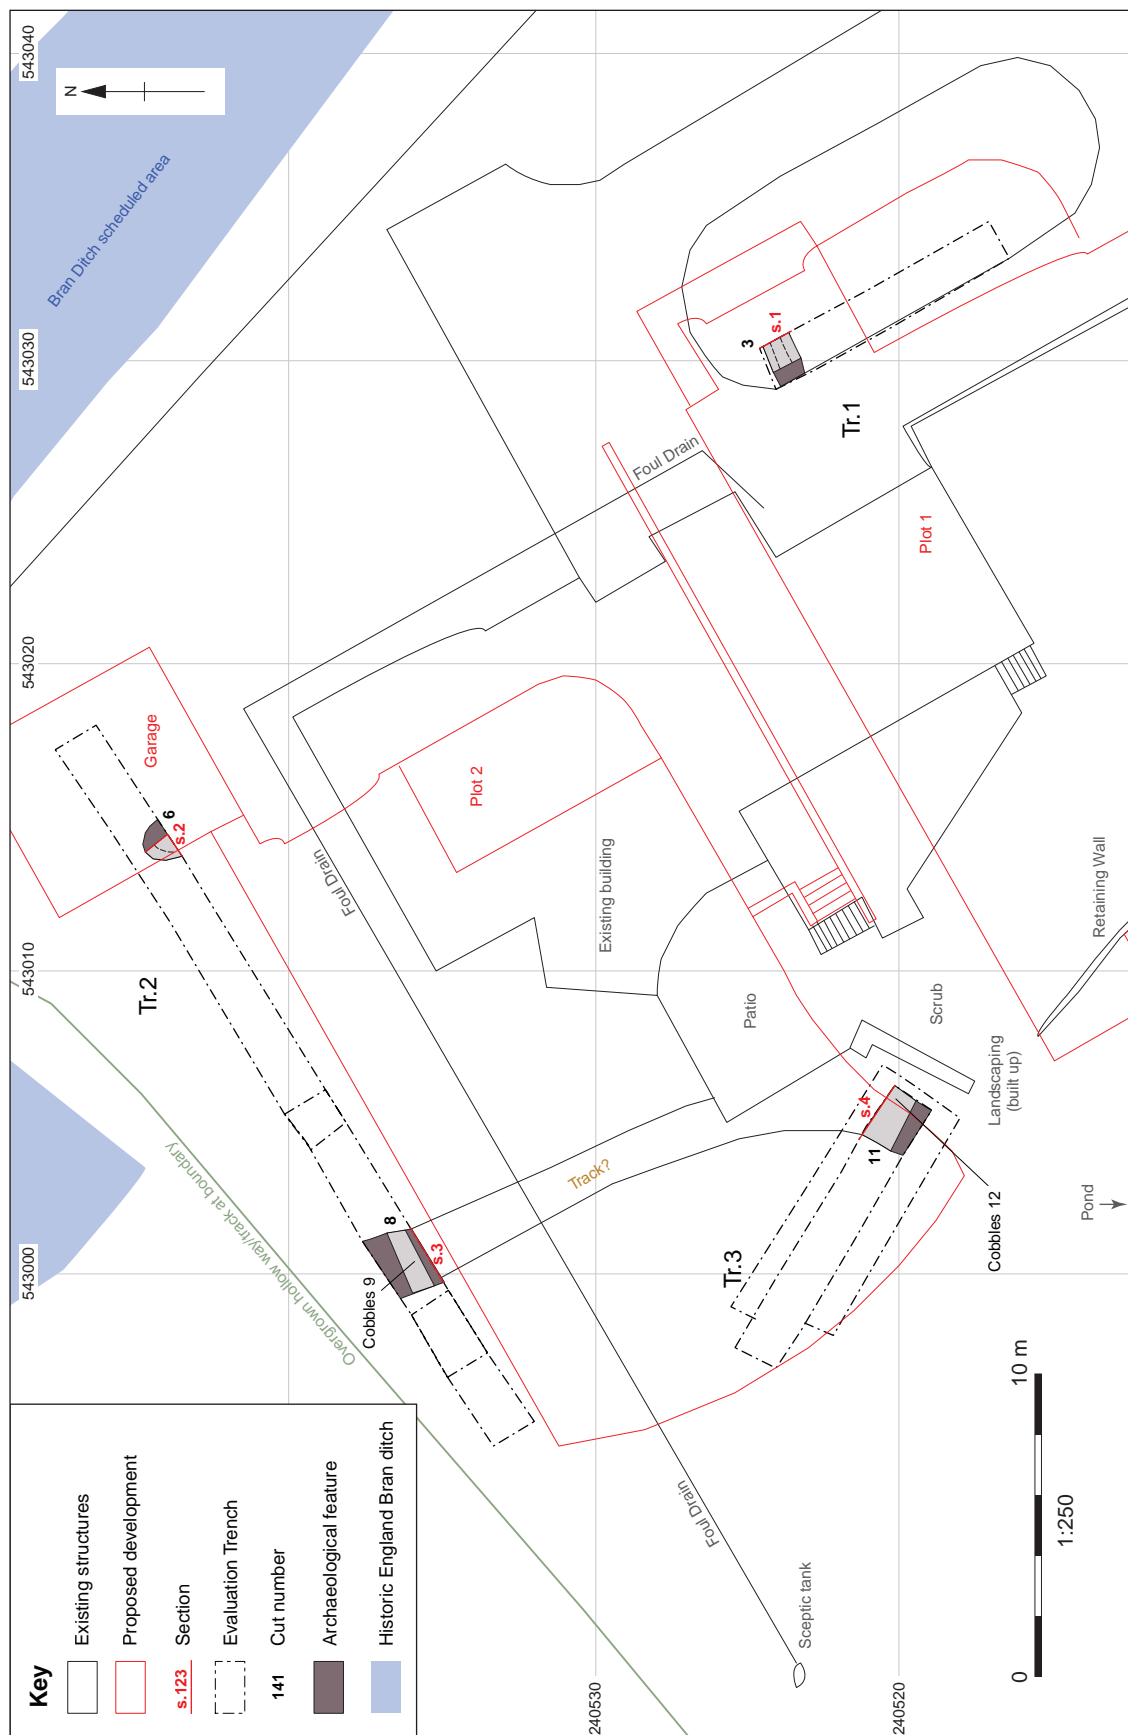 Key
Existing structures
Proposed development
s.123 Section
Evaluation Trench
141 Cut number
Archaeological feature
Historic England Bran ditch
543000
543010
543020
543030
543040
240530
240520
N
Bran Ditch scheduled area
Overgrown hollow way/track at boundary
Tr.2
Garage
6
s.2
8
s.3
Cobbles 9
Foul Drain
Plot 2
Existing building
Track?
Patio
Foul Drain
3
s.1
Tr.1
Plot 1
Tr.3
s.4
11
Cobbles 12
Scrub
Landscaping
(built up)
Retaining Wall
Pond
Foul Drain
Sceptic tank
0
10 m
1:250